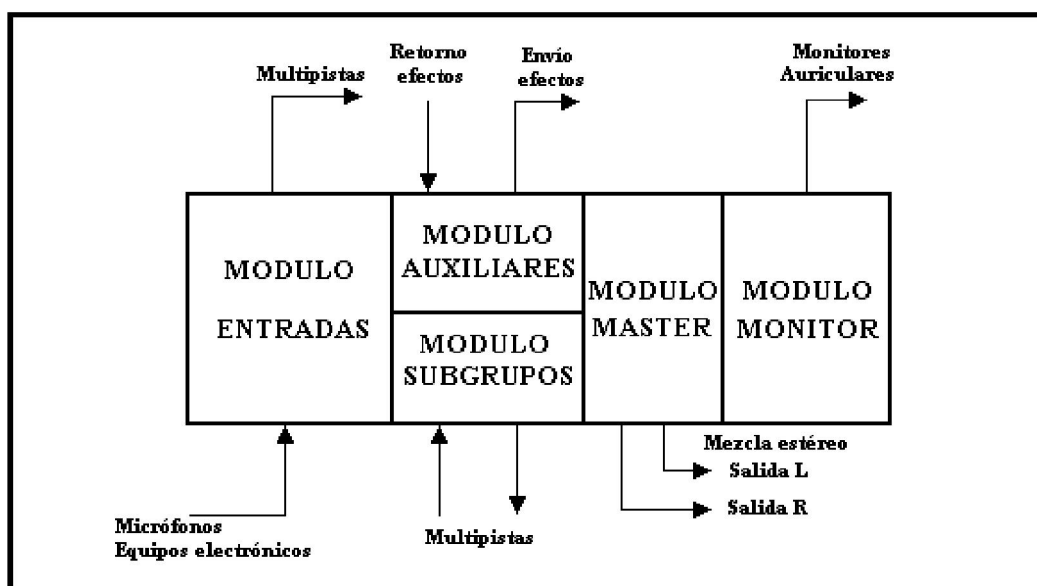 Multipistas
Retorno
efectos
Envío
efectos
Monitores
Auriculares
MODULO
ENTRADAS
MODULO
AUXILIARES
MODULO
SUBGRUPOS
MODULO
MASTER
MODULO
MONITOR
Micrófonos
Equipos electrónicos
Multipistas
Mezcla estéreo
Salida L
Salida R